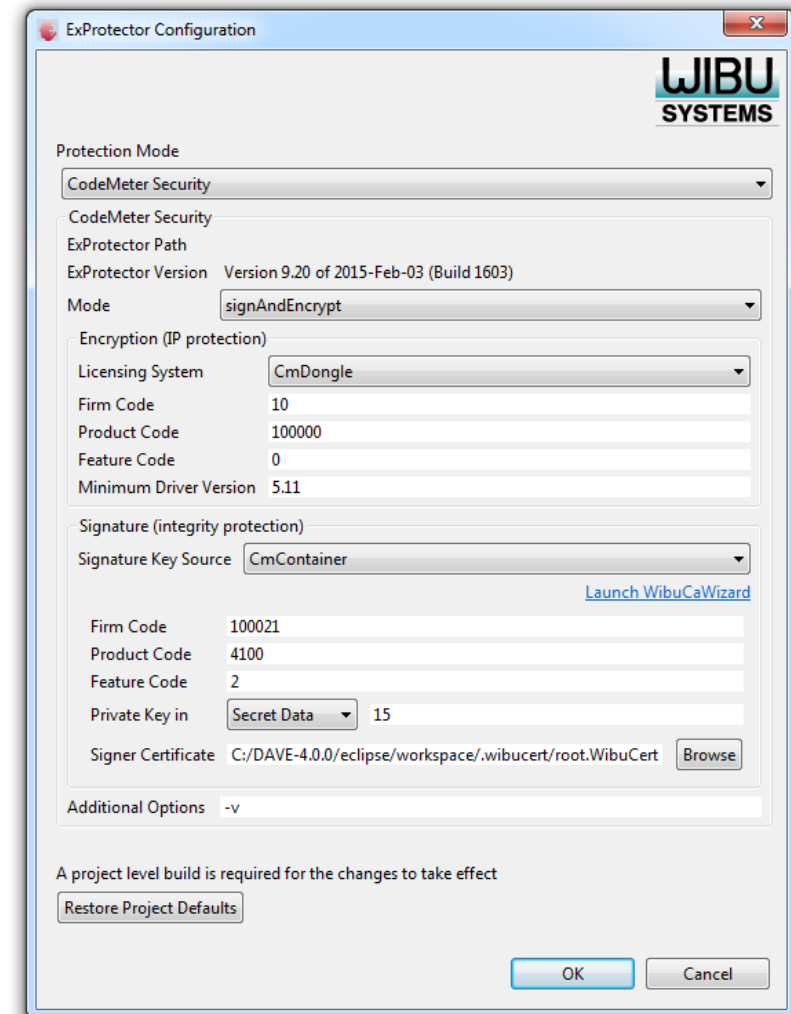 ExProtector Configuration
WIBU
SYSTEMS
Protection Mode
CodeMeter Security
CodeMeter Security
ExProtector Path
ExProtector Version Version 9.20 of 2015-Feb-03 (Build 1603)
Mode signAndEncrypt
Encryption (IP protection)
Licensing System CmDongle
Firm Code 10
Product Code 100000
Feature Code 0
Minimum Driver Version 5.11
Signature (integrity protection)
Signature Key Source CmContainer
Launch WibuCaWizard
Firm Code 100021
Product Code 4100
Feature Code 2
Private Key in Secret Data 15
Signer Certificate C:/DAVE-4.0.0/eclipse/workspace/.wibucert/root.WibuCert Browse
Additional Options -v
A project level build is required for the changes to take effect
Restore Project Defaults
OK Cancel